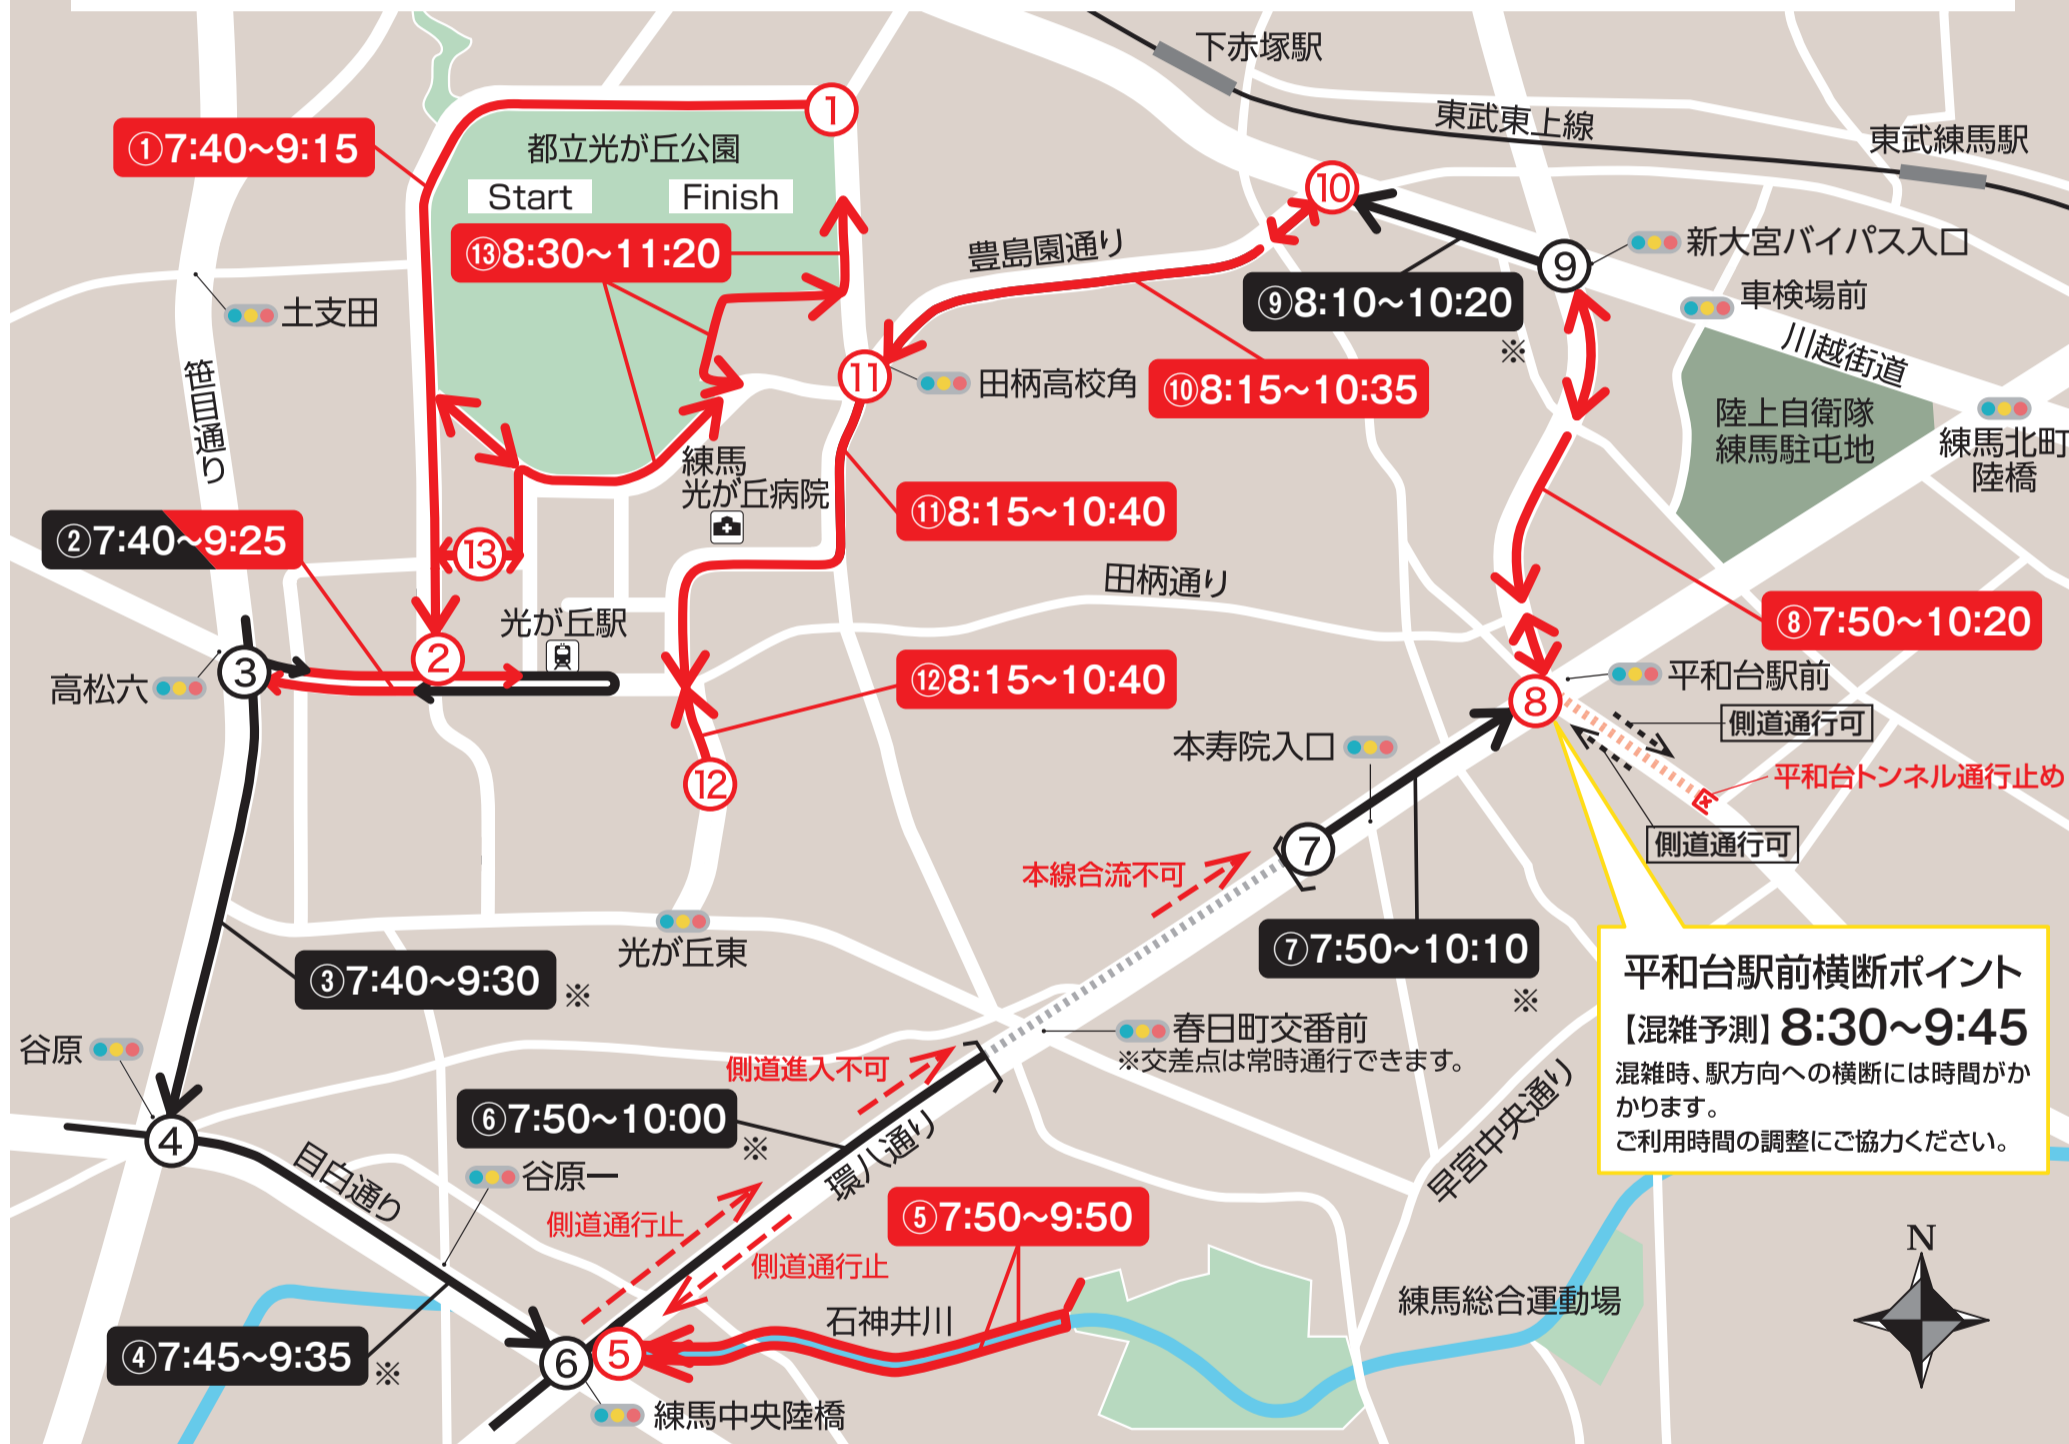 下赤塚駅
東武東上線
東武練馬駅
1
①7:40〜9:15
都立光が丘公園
Start
Finish
10
⑬8:30〜11:20
豊島園通り
9
新大宮バイパス入口
⑨8:10〜10:20
※
車検場前
川越街道
土支田
笹目通り
11
田柄高校角
⑩8:15〜10:35
陸上自衛隊
練馬駐屯地
練馬北町
陸橋
練馬
光が丘病院
⑪8:15〜10:40
②7:40〜9:25
13
田柄通り
光が丘駅
⑧7:50〜10:20
高松六
3
2
⑫8:15〜10:40
平和台駅前
8
側道通行可
本寿院入口
平和台トンネル通行止め
12
側道通行可
7
本線合流不可
光が丘東
⑦7:50〜10:10
※
③7:40〜9:30
※
平和台駅前横断ポイント
【混雑予測】8:30〜9:45
混雑時、駅方向への横断には時間がか
かります。
ご利用時間の調整にご協力ください。
谷原
春日町交番前
※交差点は常時通行できます。
側道進入不可
⑥7:50〜10:00
※
4
目白通り
谷原一
環八通り
早宮中央通り
側道通行止
⑤7:50〜9:50
側道通行止
N
石神井川
練馬総合運動場
④7:45〜9:35
※
6
5
練馬中央陸橋